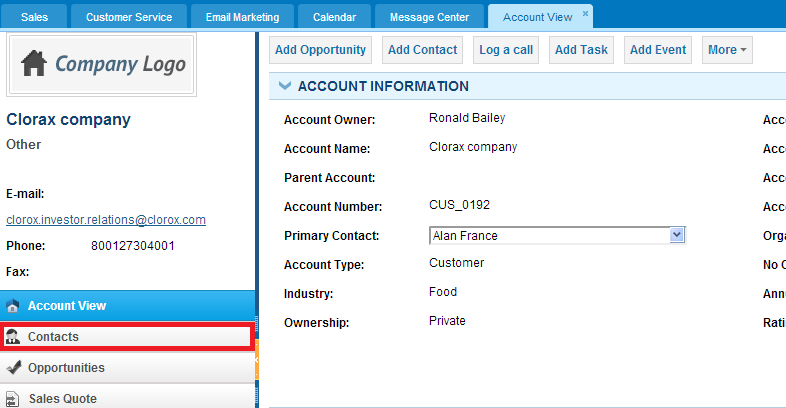 Sales
Customer Service
Email Marketing
Calendar
Message Center
Account View
Company Logo
Clorax company
Other
E-mail:
clorox.investor.relations@clorox.com
Phone: 800127304001
Fax:
Account View
Contacts
Opportunities
Sales Quote
Add Opportunity
Add Contact
Log a call
Add Task
Add Event
More
ACCOUNT INFORMATION
Account Owner: Ronald Bailey Acc
Account Name: Clorax company Acc
Parent Account: Acc
Account Number: CUS_0192 Acc
Primary Contact: Alan France Orga
Account Type: Customer No O
Industry: Food Annu
Ownership: Private Rati